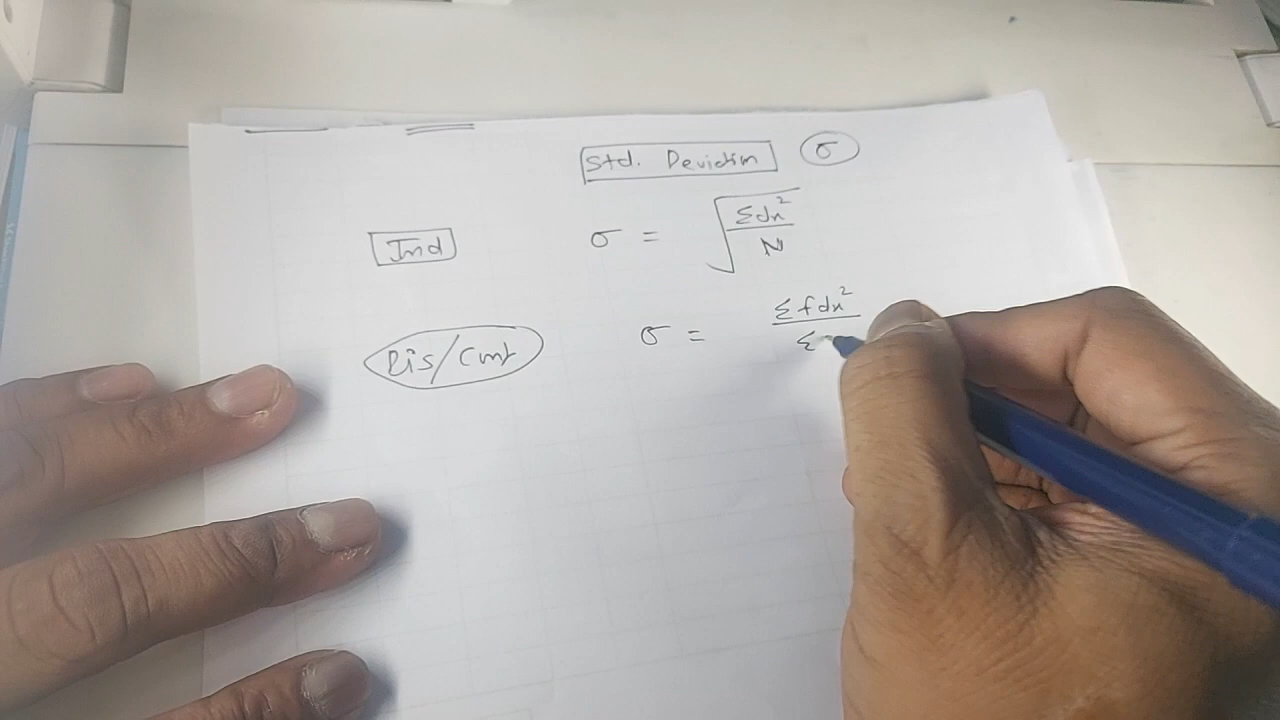 Std. Deviation σ
Ind σ = √(Σdx²/N)
Dis/Cont σ = Σfdx²/Σ